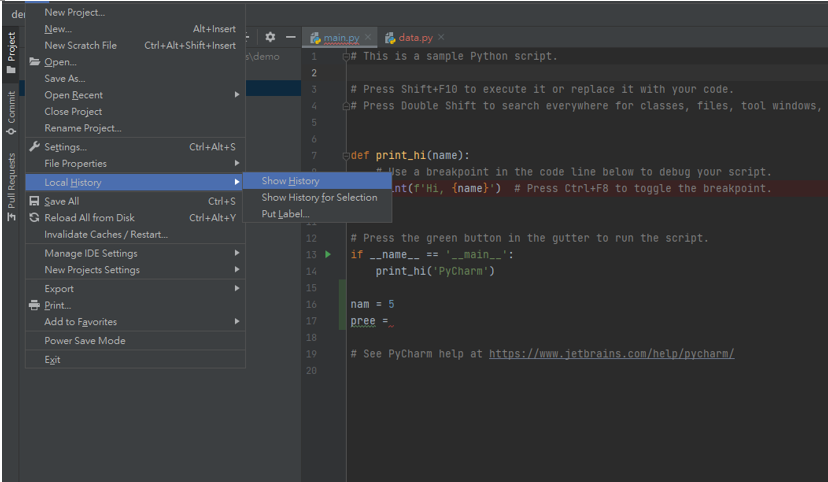 de
New Project...
New... Alt+Insert
New Scratch File Ctrl+Alt+Shift+Insert
Open...
Save As...
Open Recent
Close Project
Rename Project...
Settings... Ctrl+Alt+S
File Properties
Local History
Save All Ctrl+S
Reload All from Disk Ctrl+Alt+Y
Invalidate Caches / Restart...
Manage IDE Settings
New Projects Settings
Export
Print...
Add to Favorites
Power Save Mode
Exit
Show History
Show History for Selection
Put Label...
Project
Commit
Pull Requests
s\demo
main.py
data.py
1 # This is a sample Python script.
2
3 # Press Shift+F10 to execute it or replace it with your code.
4 # Press Double Shift to search everywhere for classes, files, tool windows,
5
6
7 def print_hi(name):
# Use a breakpoint in the code line below to debug your script.
int(f'Hi, {name}') # Press Ctrl+F8 to toggle the breakpoint.
12 # Press the green button in the gutter to run the script.
13 if __name__ == '__main__':
14 print_hi('PyCharm')
15
16 nam = 5
17 pree =
18
19 # See PyCharm help at https://www.jetbrains.com/help/pycharm/
20